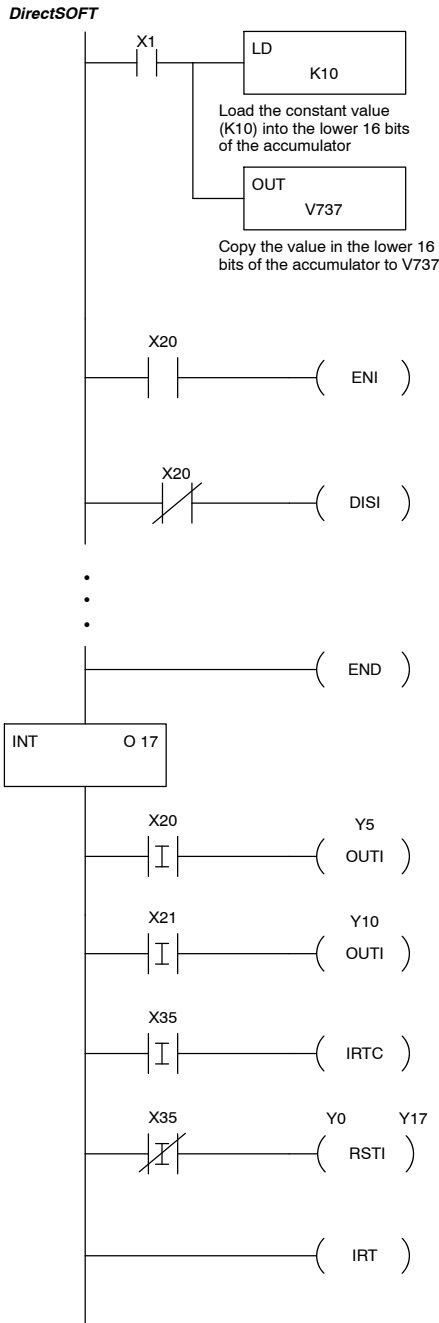 DirectSOFT
X1
LD
K10
Load the constant value
(K10) into the lower 16 bits
of the accumulator
OUT
V737
Copy the value in the lower 16
bits of the accumulator to V737
X20
ENI
X20
DISI
END
INT O 17
X20 Y5
OUTI
X21 Y10
OUTI
X35
IRTC
X35 Y0 Y17
RSTI
IRT